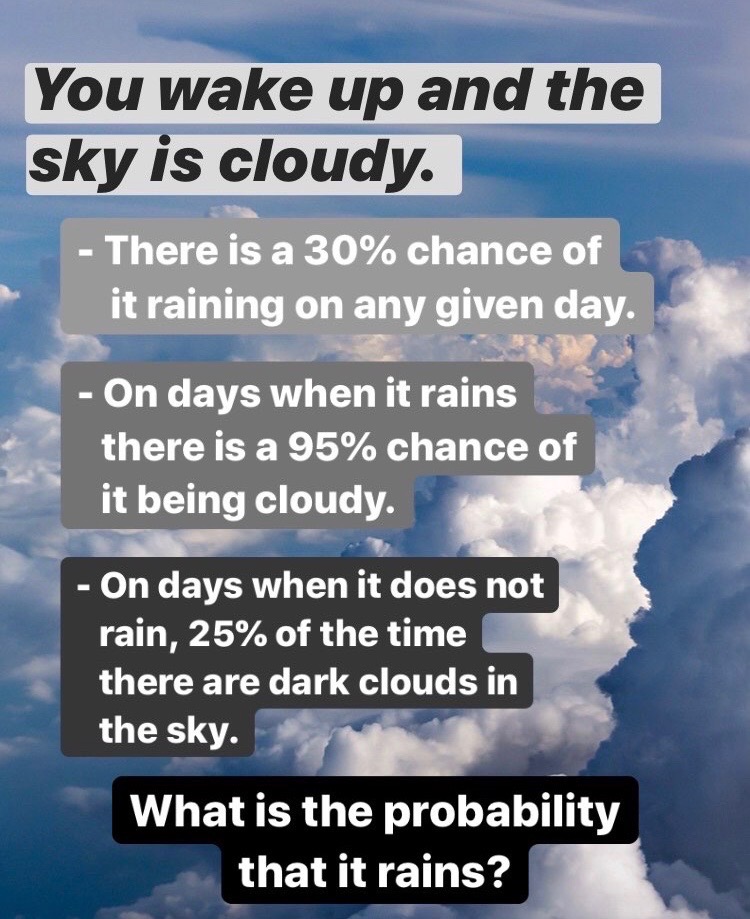 You wake up and the
sky is cloudy.
- There is a 30% chance of
it raining on any given day.
- On days when it rains
there is a 95% chance of
it being cloudy.
- On days when it does not
rain, 25% of the time
there are dark clouds in
the sky.
What is the probability
that it rains?